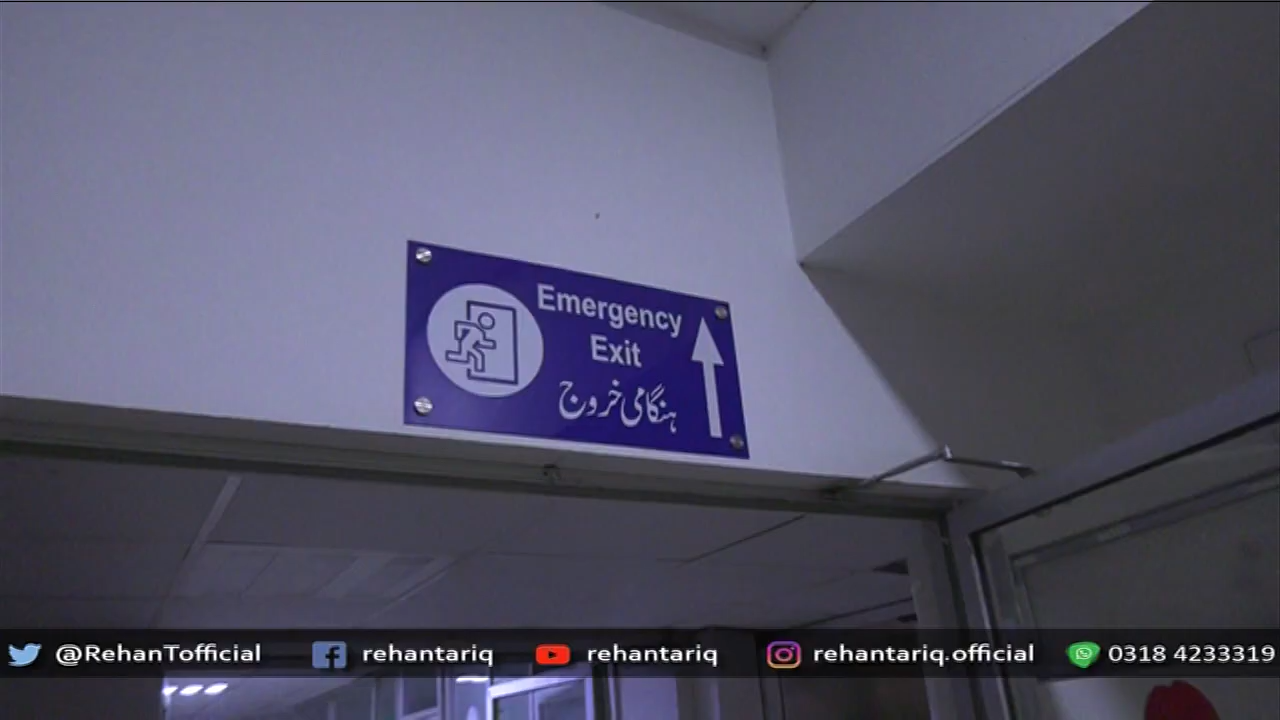 Emergency
Exit
ہنگامی خروج
@RehanTofficial rehantariq rehantariq rehantariq.official 0318 4233319